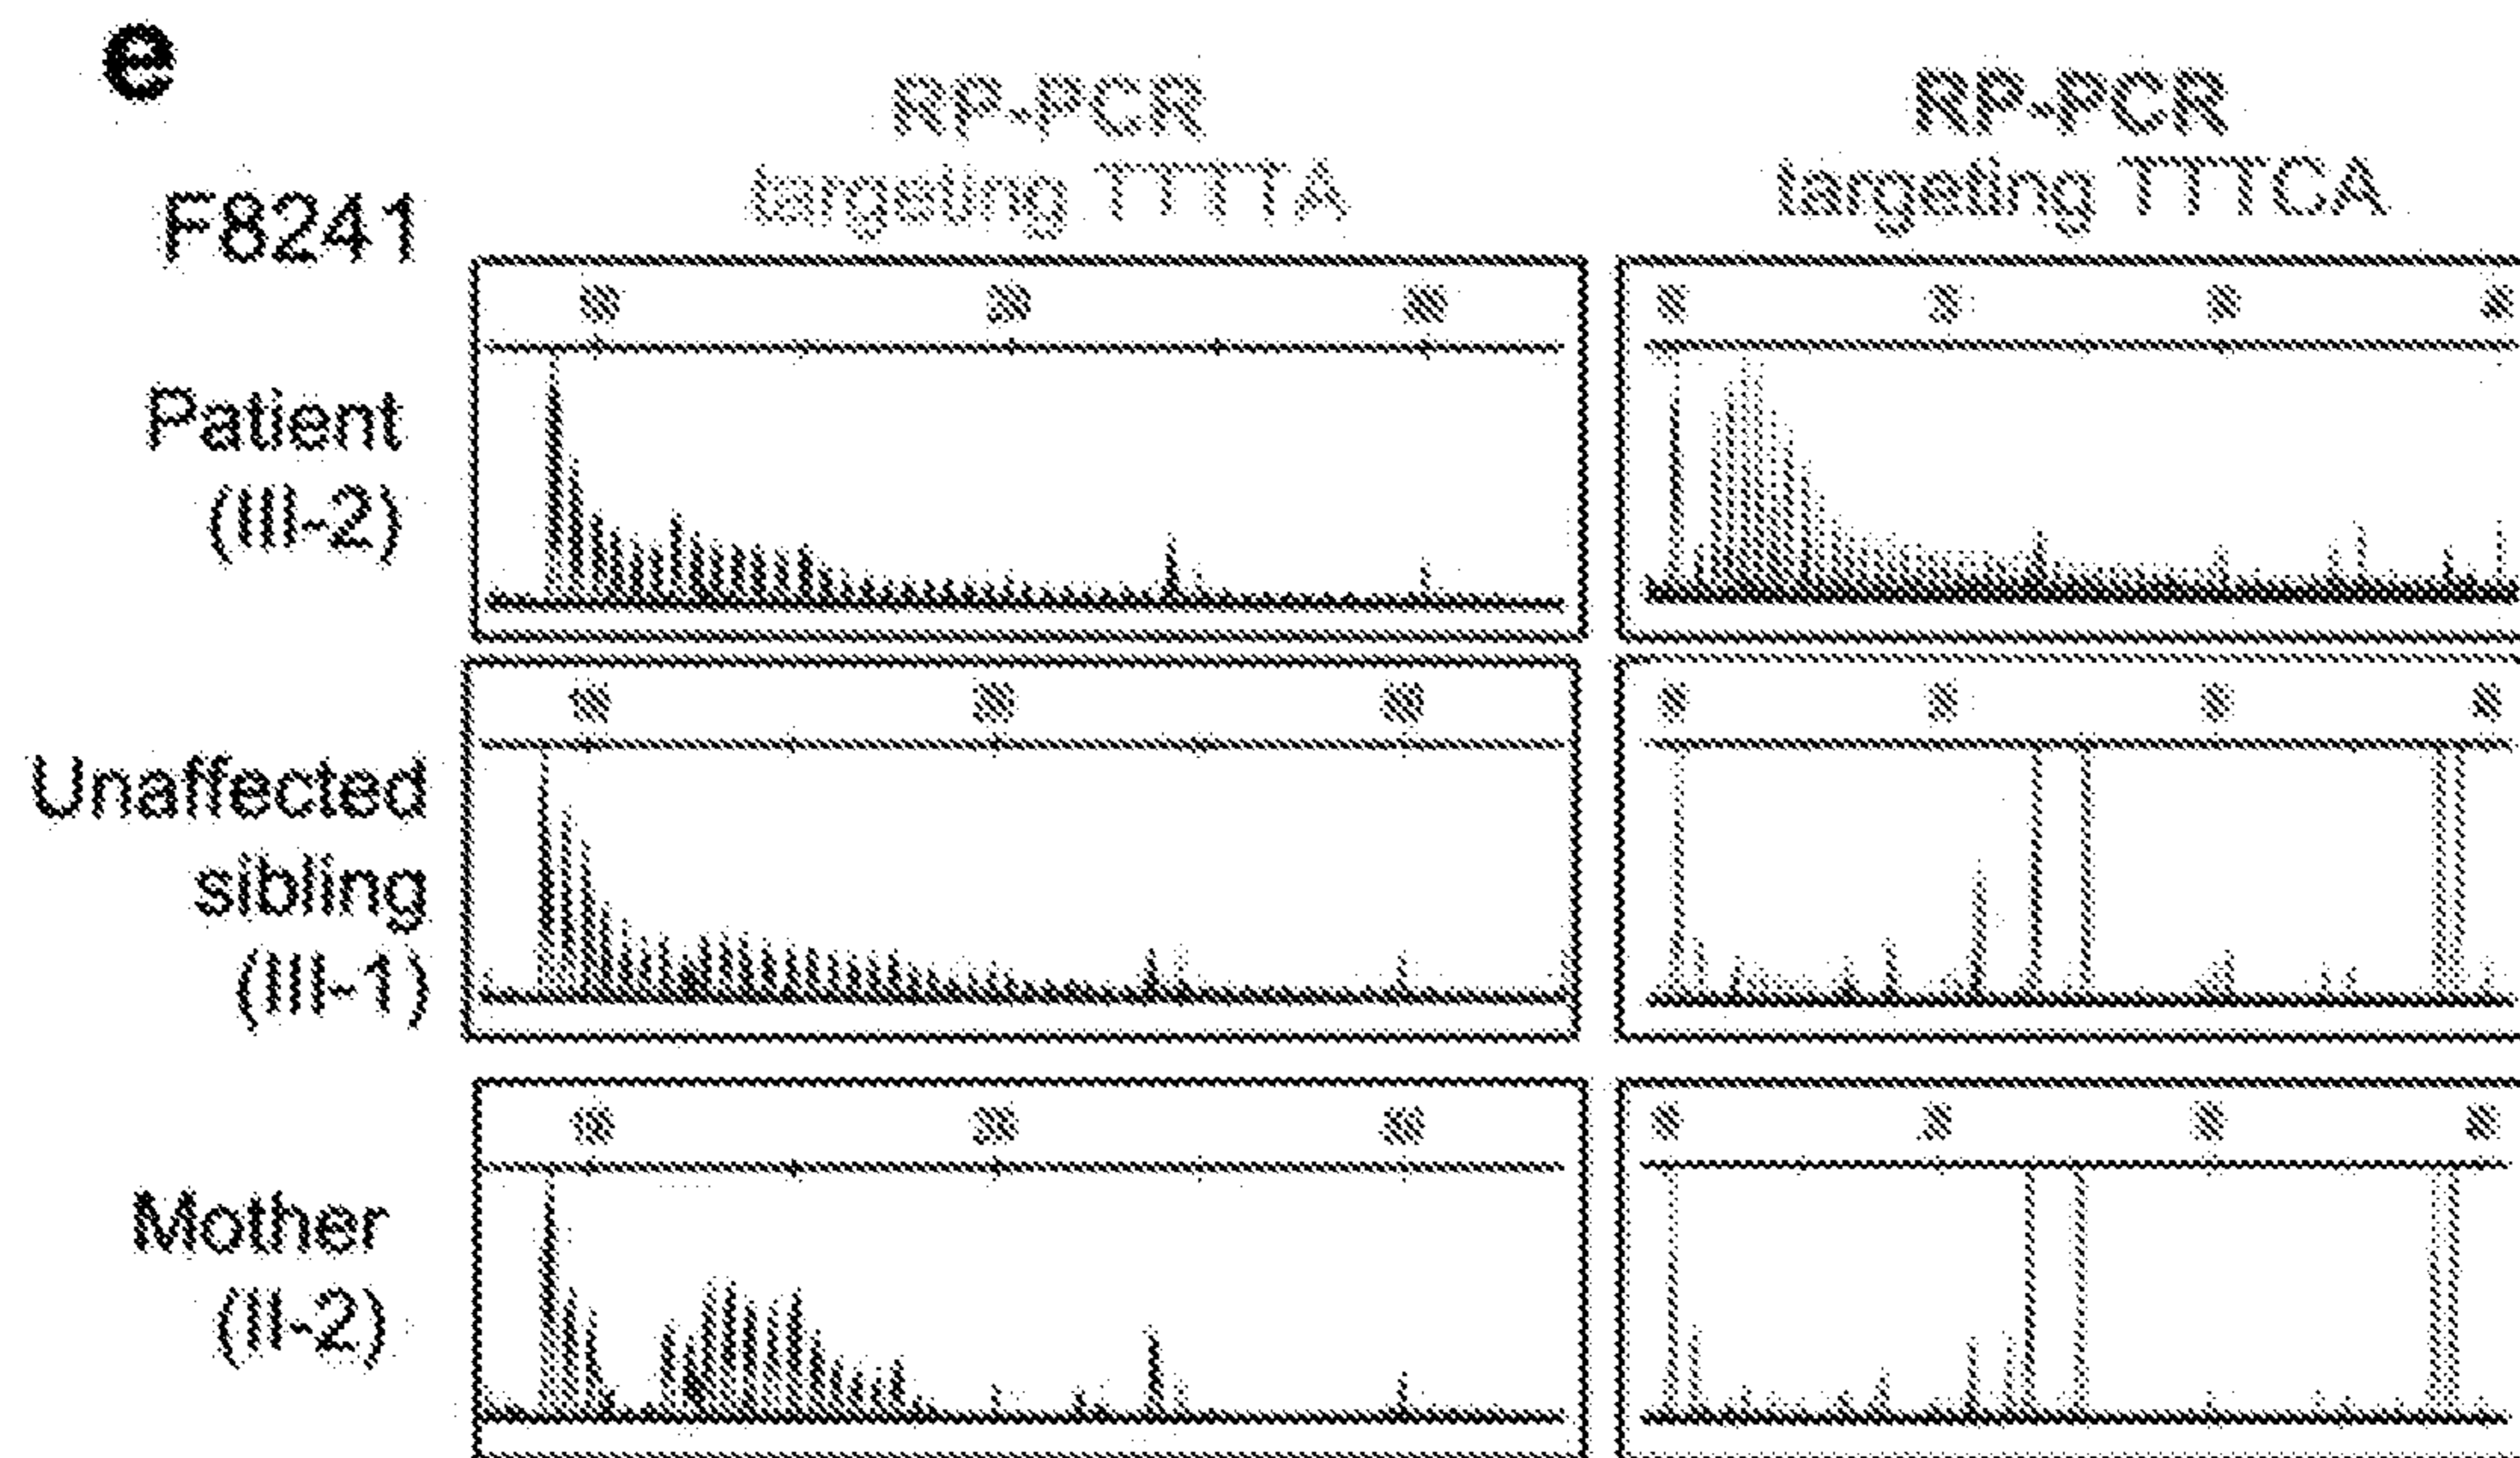 e
F8241
RP-PCR
targeting TTTTA
RP-PCR
targeting TTTCA
Patient
(III-2)
Unaffected
sibling
(III-1)
Mother
(II-2)